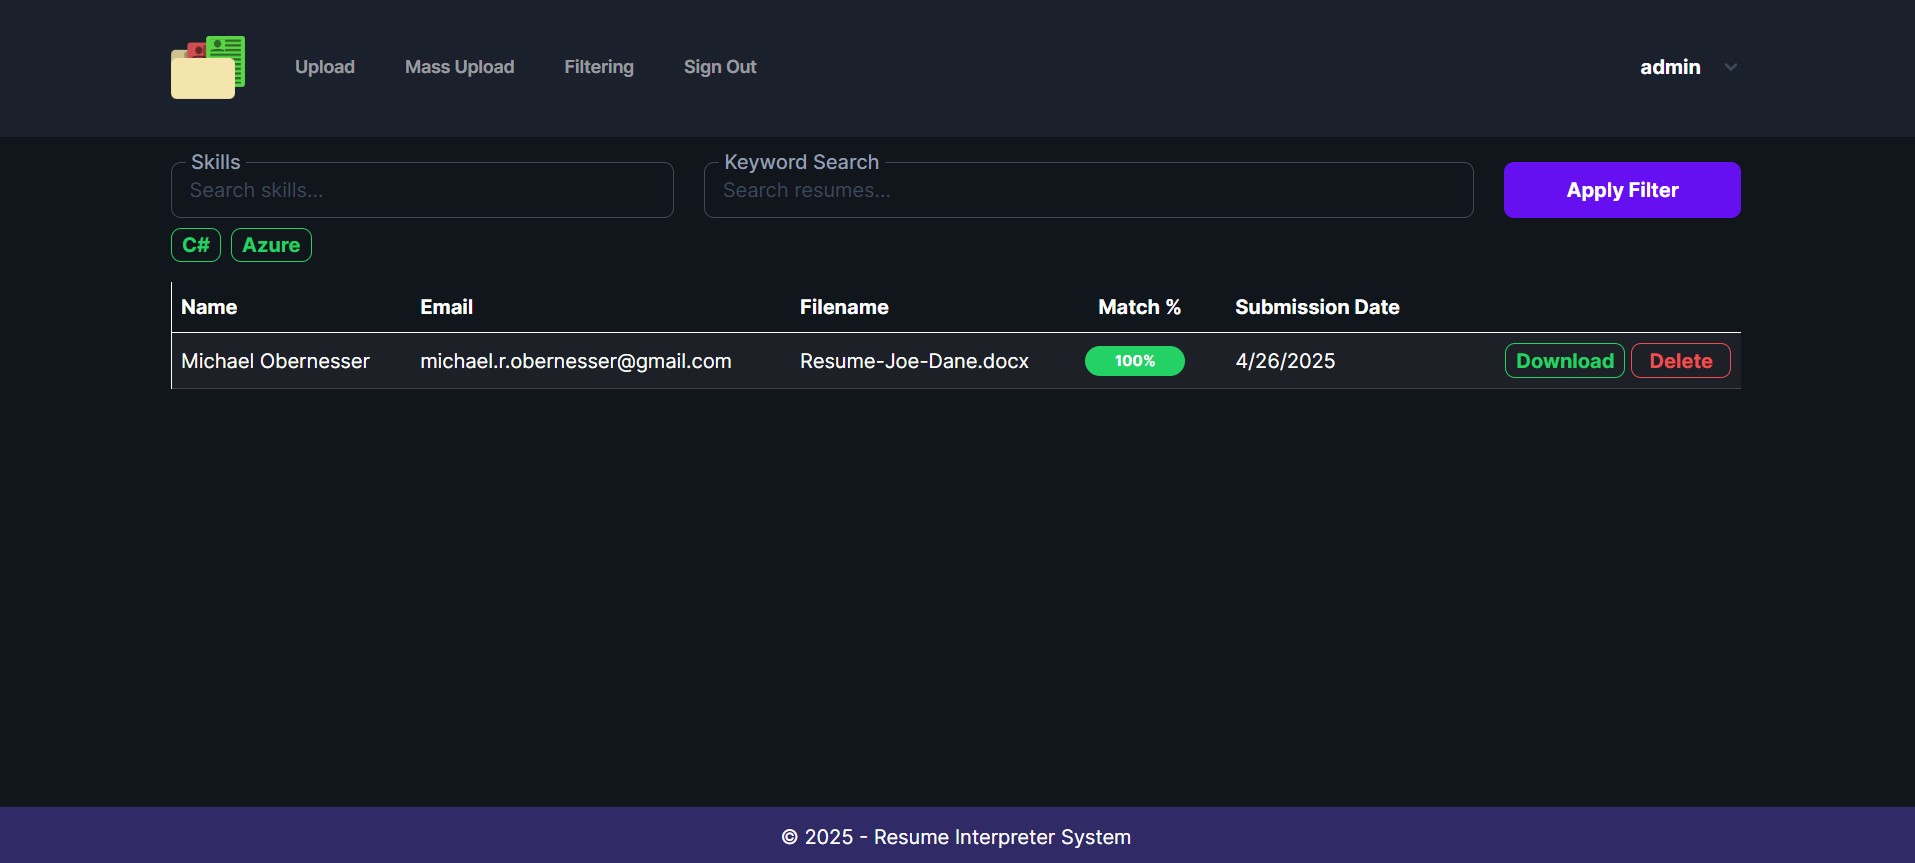 Upload Mass Upload Filtering Sign Out admin
Skills Keyword Search
Search skills... Search resumes... Apply Filter
C# Azure
Name Email Filename Match % Submission Date
Michael Obernesser michael.r.obernesser@gmail.com Resume-Joe-Dane.docx 100% 4/26/2025 Download Delete
© 2025 - Resume Interpreter System